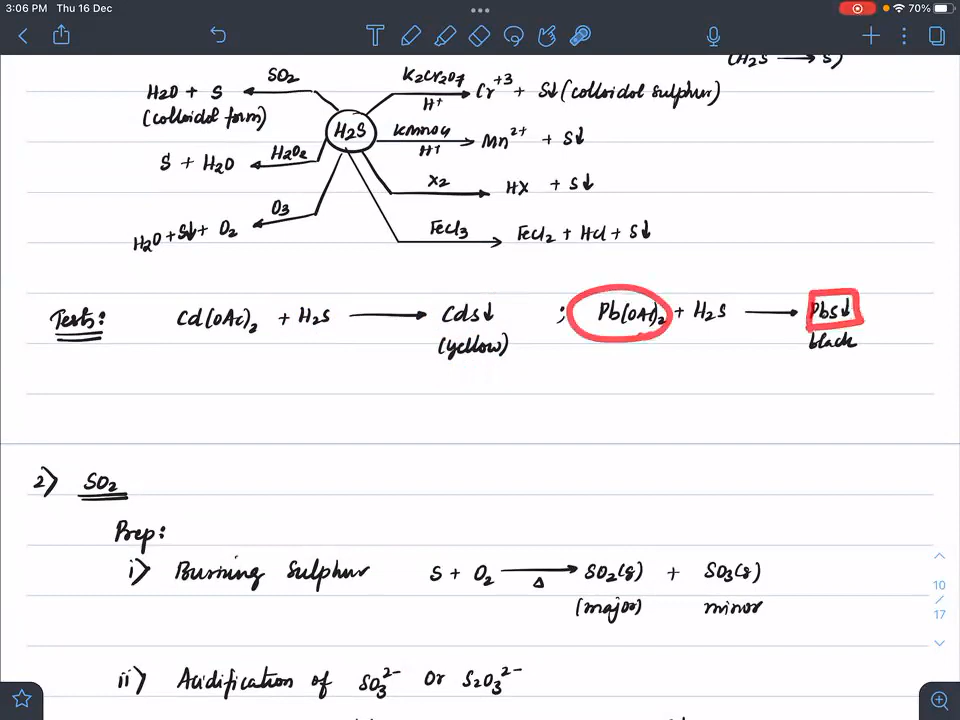 3:06 PM Thu 16 Dec 70%
(H2S ⟶ S)
H2O + S ⟵ SO2
(colloidal form)
K2Cr2O7 / H+ ⟶ Cr+3 + S↓ (colloidal sulphur)
H2S
KMnO4 / H+ ⟶ Mn2+ + S↓
S + H2O ⟵ H2O2
X2 ⟶ HX + S↓
H2O + S↓ + O2 ⟵ O3
FeCl3 ⟶ FeCl2 + HCl + S↓
Tests: Cd(OAc)2 + H2S ⟶ CdS↓ ; Pb(OAc)2 + H2S ⟶ PbS↓
(yellow) black
2) SO2
Prep:
i) Burning Sulphur S + O2 ⟶ SO2(g) + SO3(g)
Δ (major) minor
10
/
17
ii) Acidification of SO3^2- or S2O3^2-